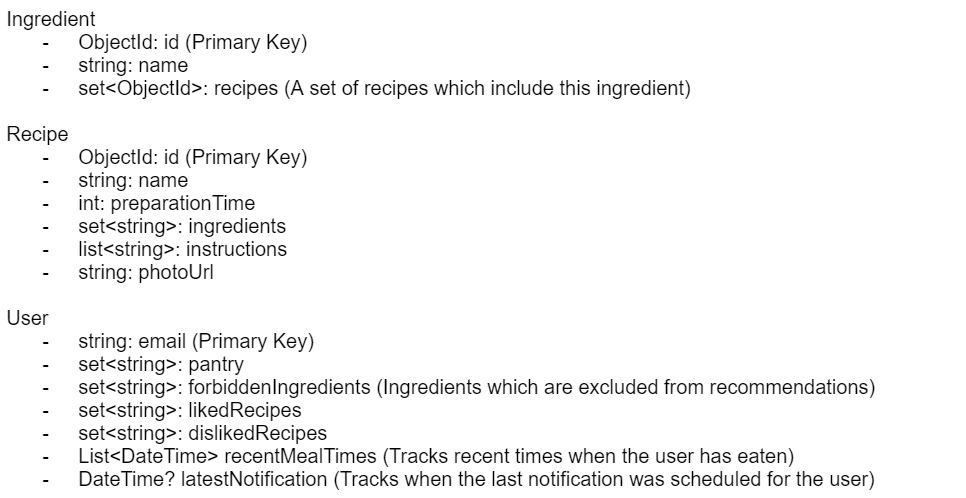 Ingredient
- ObjectId: id (Primary Key)
- string: name
- set<ObjectId>: recipes (A set of recipes which include this ingredient)
Recipe
- ObjectId: id (Primary Key)
- string: name
- int: preparationTime
- set<string>: ingredients
- list<string>: instructions
- string: photoUrl
User
- string: email (Primary Key)
- set<string>: pantry
- set<string>: forbiddenIngredients (Ingredients which are excluded from recommendations)
- set<string>: likedRecipes
- set<string>: dislikedRecipes
- List<DateTime> recentMealTimes (Tracks recent times when the user has eaten)
- DateTime? latestNotification (Tracks when the last notification was scheduled for the user)